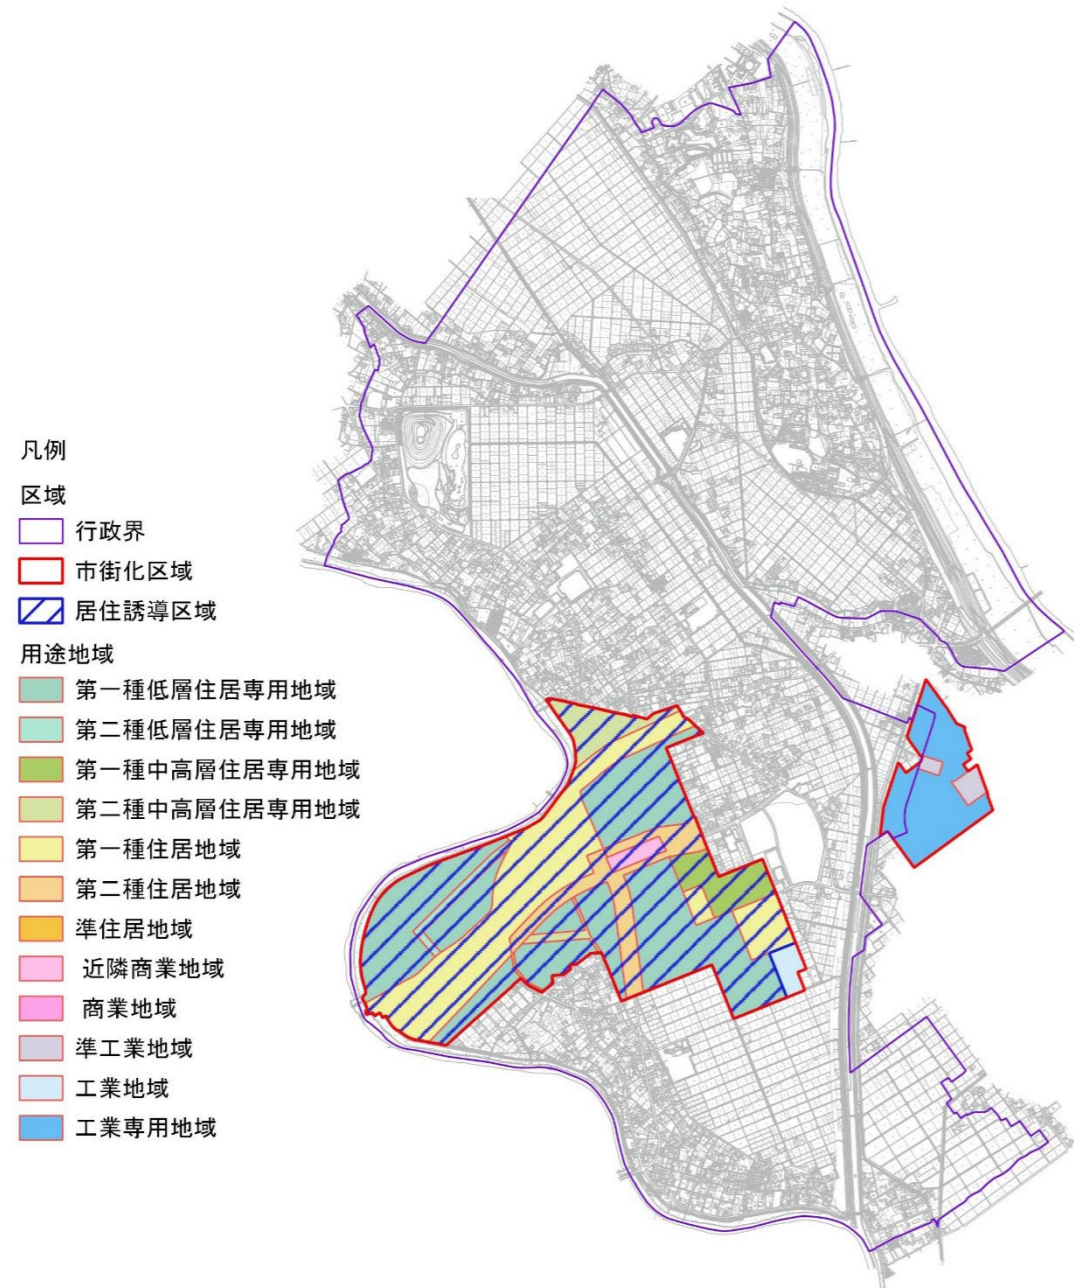 凡例
区域
行政界
市街化区域
居住誘導区域
用途地域
第一種低層住居専用地域
第二種低層住居専用地域
第一種中高層住居専用地域
第二種中高層住居専用地域
第一種住居地域
第二種住居地域
準住居地域
近隣商業地域
商業地域
準工業地域
工業地域
工業専用地域